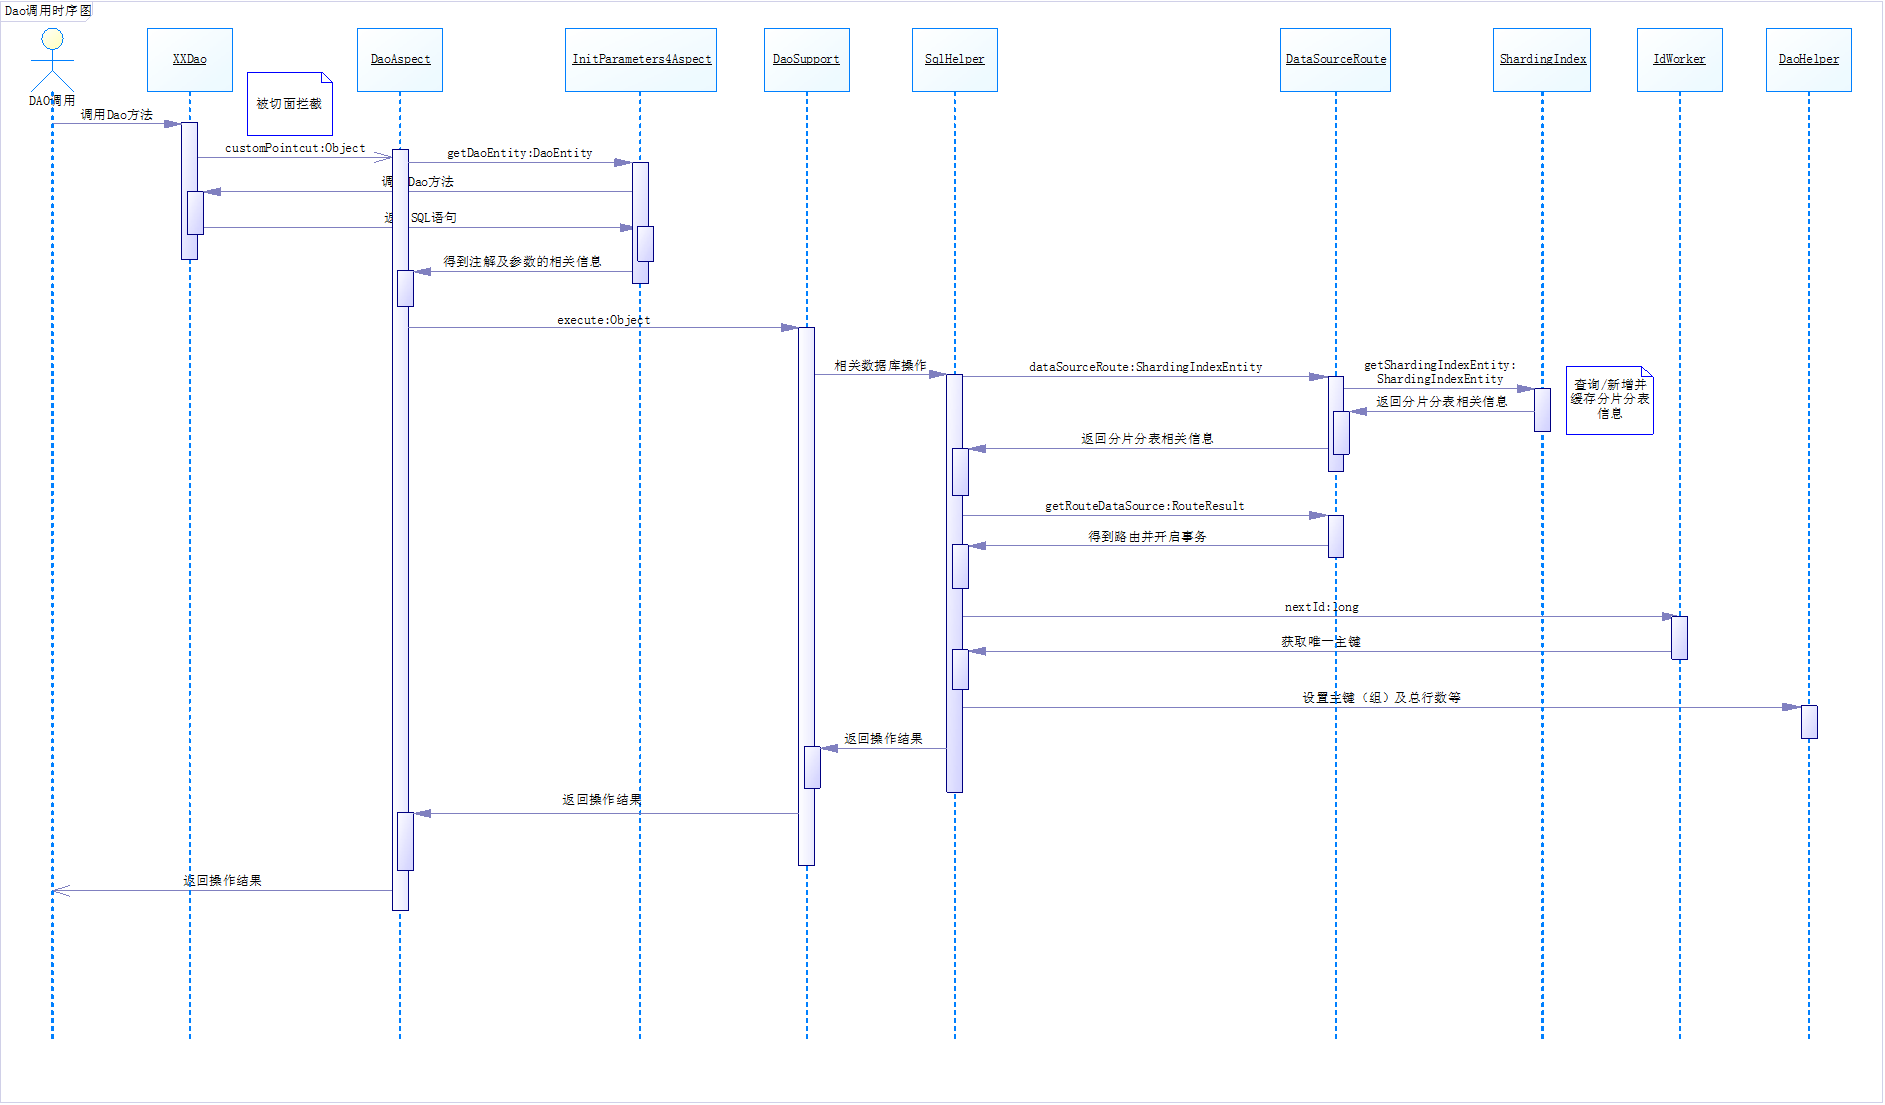 Dao调用时序图
DAO调用
XXDao
DaoAspect
InitParameters4Aspect
DaoSupport
SqlHelper
DataSourceRoute
ShardingIndex
IdWorker
DaoHelper
被切面拦截
调用Dao方法
customPointcut:Object
getDaoEntity:DaoEntity
调用Dao方法
返回SQL语句
得到注解及参数的相关信息
execute:Object
相关数据库操作
dataSourceRoute:ShardingIndexEntity
getShardingIndexEntity:
ShardingIndexEntity
查询/新增并
缓存分片分表
信息
返回分片分表相关信息
返回分片分表相关信息
getRouteDataSource:RouteResult
得到路由并开启事务
nextId:long
获取唯一主键
设置主键（组）及总行数等
返回操作结果
返回操作结果
返回操作结果